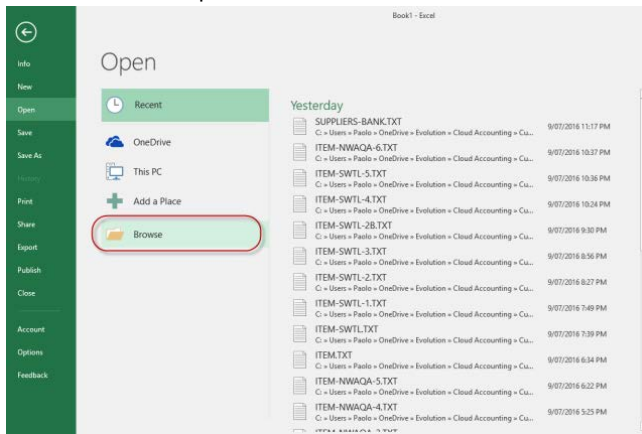 Book1 - Excel
Info
New
Open
Save
Save As
History
Print
Share
Export
Publish
Close
Account
Options
Feedback
Open
Recent
OneDrive
This PC
Add a Place
Browse
Yesterday
SUPPLIERS-BANK.TXT
C: » Users » Paolo » OneDrive » Evolution » Cloud Accounting » Cu...
9/07/2016 11:17 PM
ITEM-NWAQA-6.TXT
C: » Users » Paolo » OneDrive » Evolution » Cloud Accounting » Cu...
9/07/2016 10:37 PM
ITEM-SWTL-5.TXT
C: » Users » Paolo » OneDrive » Evolution » Cloud Accounting » Cu...
9/07/2016 10:36 PM
ITEM-SWTL-4.TXT
C: » Users » Paolo » OneDrive » Evolution » Cloud Accounting » Cu...
9/07/2016 10:24 PM
ITEM-SWTL-2B.TXT
C: » Users » Paolo » OneDrive » Evolution » Cloud Accounting » Cu...
9/07/2016 9:30 PM
ITEM-SWTL-3.TXT
C: » Users » Paolo » OneDrive » Evolution » Cloud Accounting » Cu...
9/07/2016 8:56 PM
ITEM-SWTL-2.TXT
C: » Users » Paolo » OneDrive » Evolution » Cloud Accounting » Cu...
9/07/2016 8:27 PM
ITEM-SWTL-1.TXT
C: » Users » Paolo » OneDrive » Evolution » Cloud Accounting » Cu...
9/07/2016 7:49 PM
ITEM-SWTL.TXT
C: » Users » Paolo » OneDrive » Evolution » Cloud Accounting » Cu...
9/07/2016 7:39 PM
ITEM.TXT
C: » Users » Paolo » OneDrive » Evolution » Cloud Accounting » Cu...
9/07/2016 6:34 PM
ITEM-NWAQA-5.TXT
C: » Users » Paolo » OneDrive » Evolution » Cloud Accounting » Cu...
9/07/2016 6:22 PM
ITEM-NWAQA-4.TXT
C: » Users » Paolo » OneDrive » Evolution » Cloud Accounting » Cu...
9/07/2016 5:25 PM